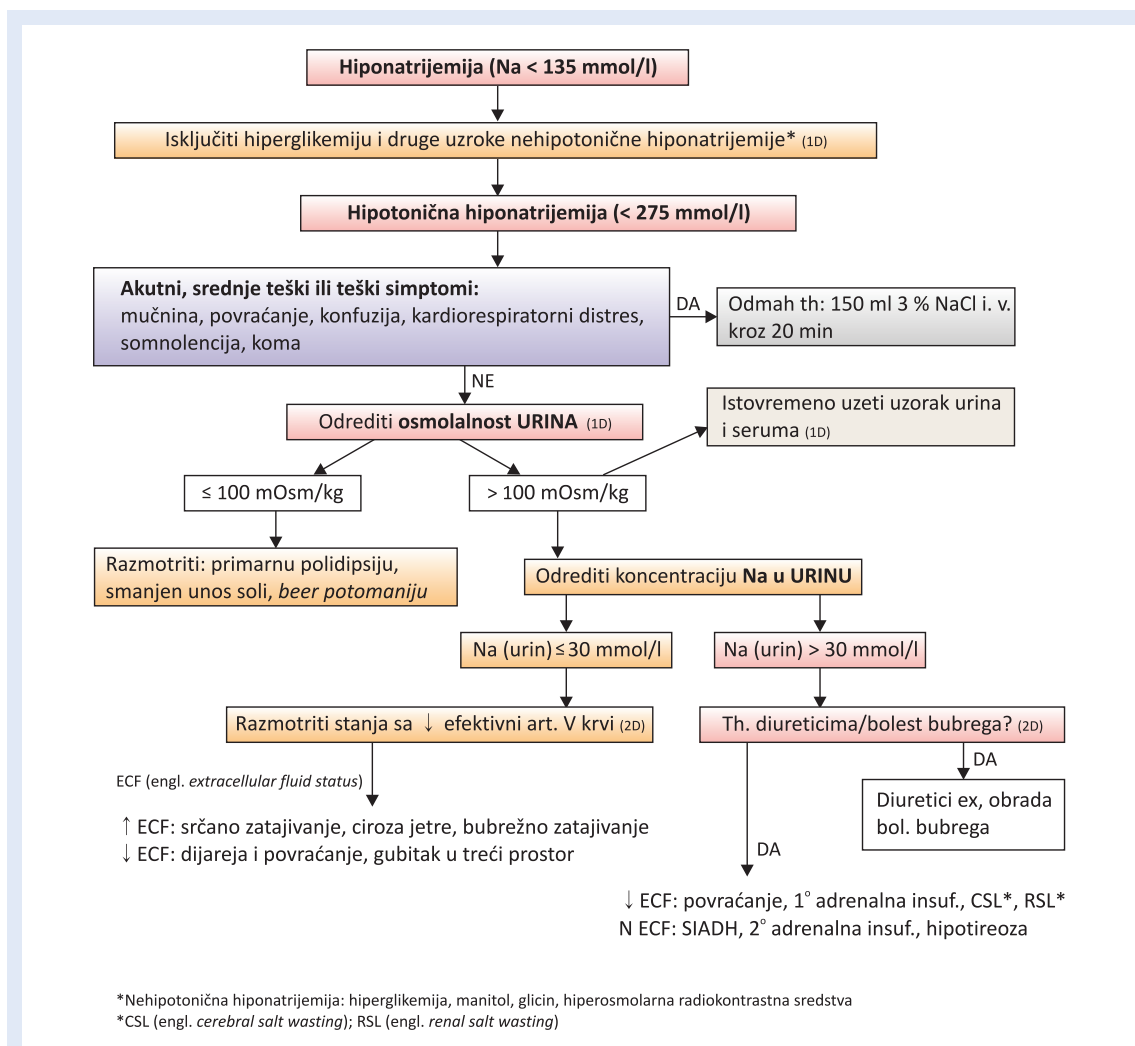 Hiponatrijemija (Na < 135 mmol/l)
Isključiti hiperglikemiju i druge uzroke nehipotonične hiponatrijemije* (1D)
Hipotonična hiponatrijemija (< 275 mmol/l)
Akutni, srednje teški ili teški simptomi:
mučnina, povraćanje, konfuzija, kardiorespiratorni distres,
somnolencija, koma
DA
Odmah th: 150 ml 3 % NaCl i. v.
kroz 20 min
NE
Odrediti osmolalnost URINA (1D)
Istovremeno uzeti uzorak urina
i seruma (1D)
≤ 100 mOsm/kg
> 100 mOsm/kg
Razmotriti: primarnu polidipsiju,
smanjen unos soli, beer potomaniju
Odrediti koncentraciju Na u URINU
Na (urin) ≤ 30 mmol/l
Na (urin) > 30 mmol/l
Razmotriti stanja sa ↓ efektivni art. V krvi (2D)
Th. diureticima/bolest bubrega? (2D)
ECF (engl. extracellular fluid status)
DA
Diuretici ex, obrada
bol. bubrega
↑ ECF: srčano zatajivanje, ciroza jetre, bubrežno zatajivanje
↓ ECF: dijareja i povraćanje, gubitak u treći prostor
DA
↓ ECF: povraćanje, 1° adrenalna insuf., CSL*, RSL*
N ECF: SIADH, 2° adrenalna insuf., hipotireoza
*Nehipotonična hiponatrijemija: hiperglikemija, manitol, glicin, hiperosmolarna radiokontrastna sredstva
*CSL (engl. cerebral salt wasting); RSL (engl. renal salt wasting)